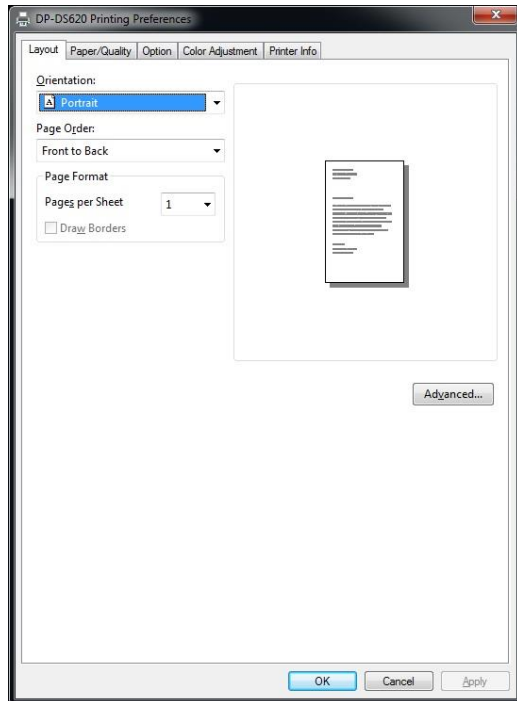 DP-DS620 Printing Preferences
Layout Paper/Quality Option Color Adjustment Printer Info
Orientation:
A Portrait
Page Order:
Front to Back
Page Format
Pages per Sheet 1
Draw Borders
Advanced...
OK Cancel Apply